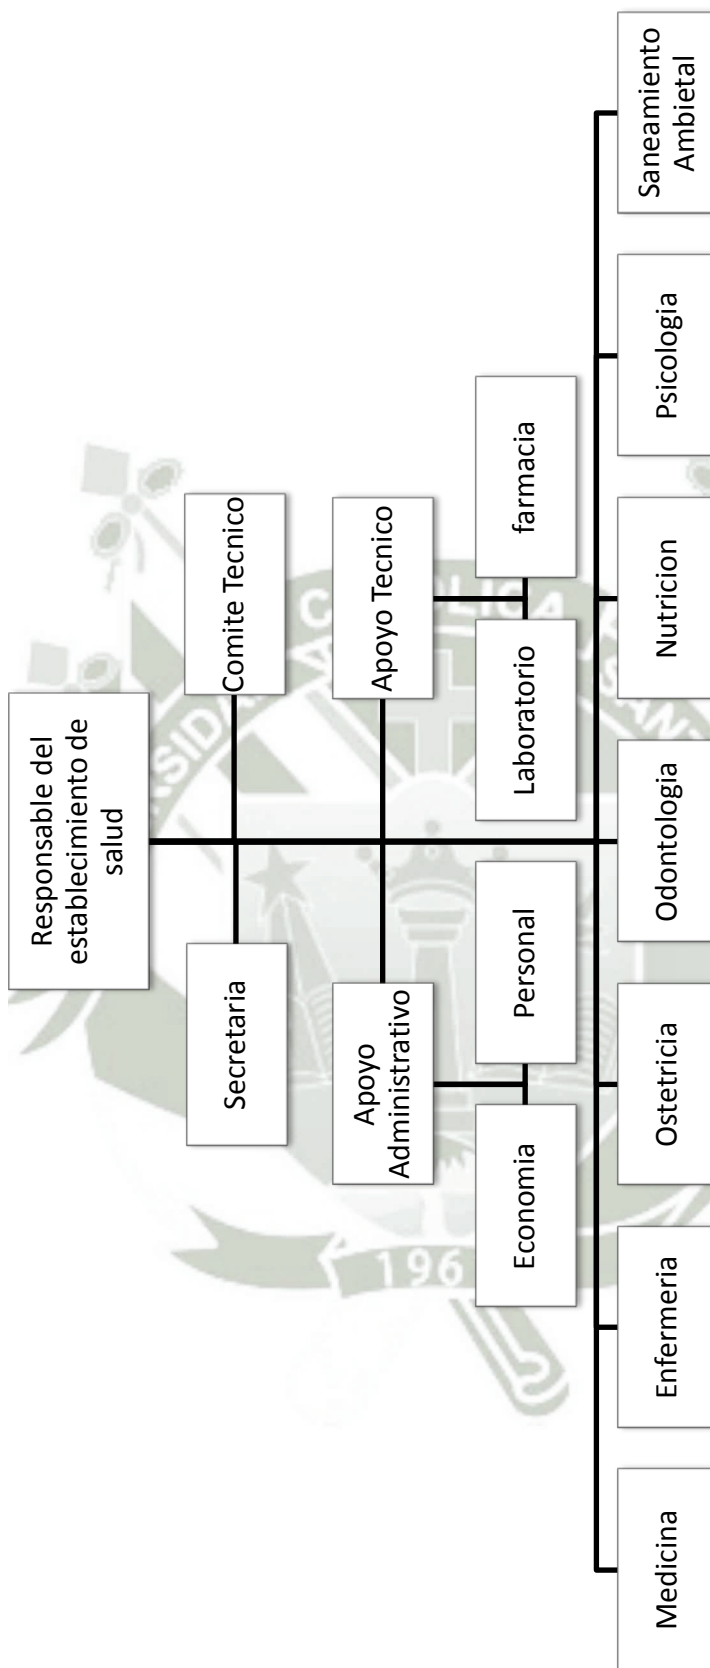 Responsable del
establecimiento de
salud
Secretaria
Comite Tecnico
Apoyo
Administrativo
Apoyo Tecnico
Economia
Personal
Laboratorio
farmacia
Medicina
Enfermeria
Ostetricia
Odontologia
Nutricion
Psicologia
Saneamiento
Ambietal
196